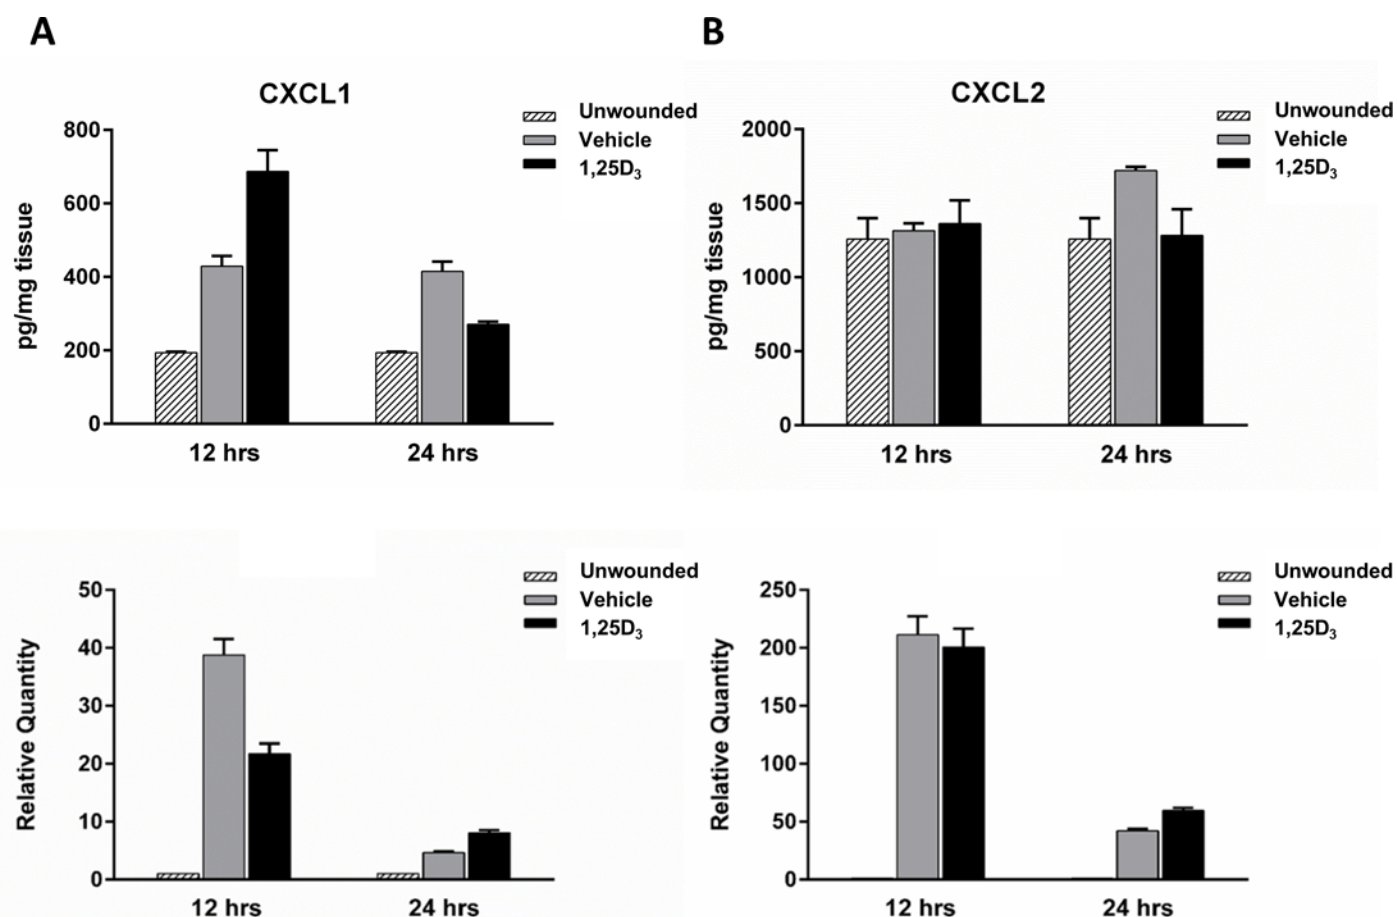 A
CXCL1
Unwounded
Vehicle
1,25D₃
pg/mg tissue
800
600
400
200
0
12 hrs
24 hrs
B
CXCL2
Unwounded
Vehicle
1,25D₃
pg/mg tissue
2000
1500
1000
500
0
12 hrs
24 hrs
Unwounded
Vehicle
1,25D₃
Relative Quantity
50
40
30
20
10
0
12 hrs
24 hrs
Unwounded
Vehicle
1,25D₃
Relative Quantity
250
200
150
100
50
0
12 hrs
24 hrs